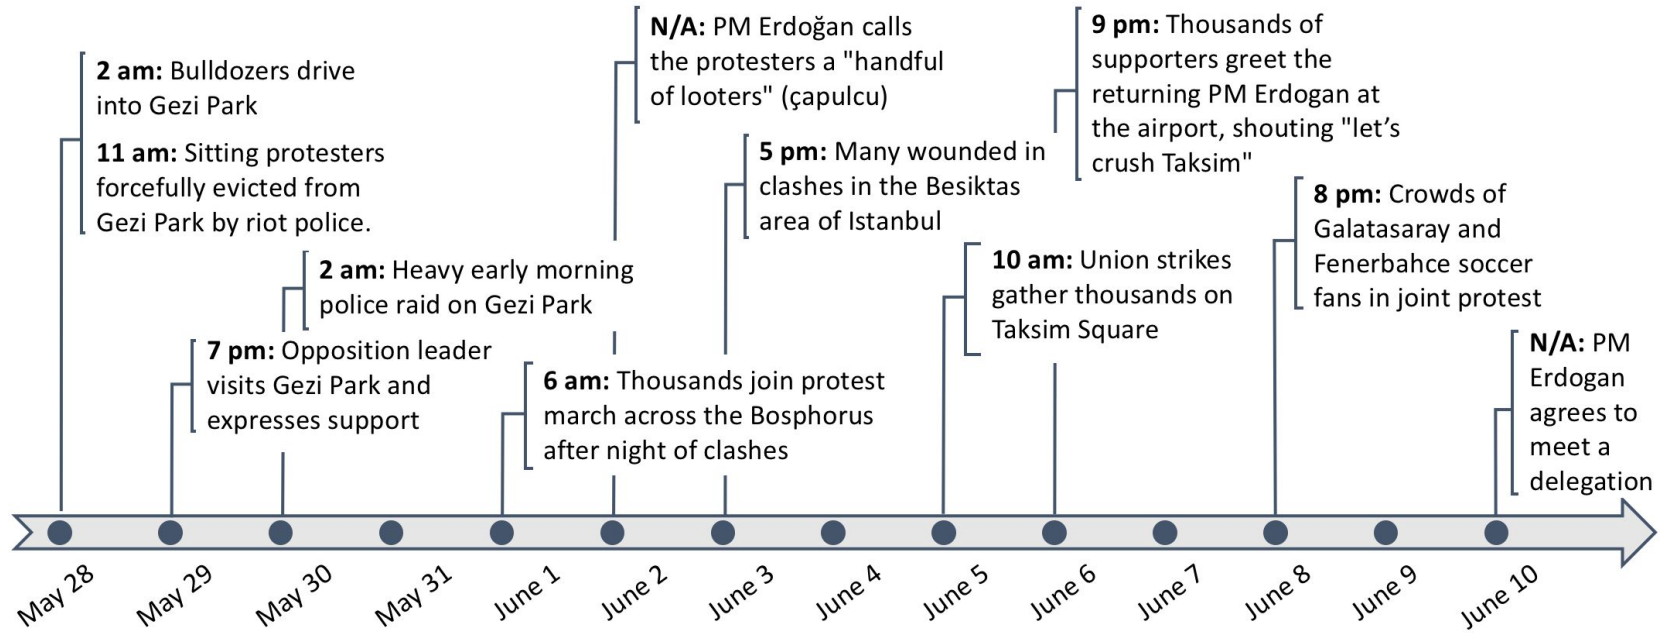 2 am: Bulldozers drive
into Gezi Park
11 am: Sitting protesters
forcefully evicted from
Gezi Park by riot police.
7 pm: Opposition leader
visits Gezi Park and
expresses support
2 am: Heavy early morning
police raid on Gezi Park
6 am: Thousands join protest
march across the Bosphorus
after night of clashes
N/A: PM Erdoğan calls
the protesters a "handful
of looters" (çapulcu)
5 pm: Many wounded in
clashes in the Besiktas
area of Istanbul
10 am: Union strikes
gather thousands on
Taksim Square
9 pm: Thousands of
supporters greet the
returning PM Erdogan at
the airport, shouting "let’s
crush Taksim"
8 pm: Crowds of
Galatasaray and
Fenerbahce soccer
fans in joint protest
N/A: PM
Erdogan
agrees to
meet a
delegation
May 28
May 29
May 30
May 31
June 1
June 2
June 3
June 4
June 5
June 6
June 7
June 8
June 9
June 10